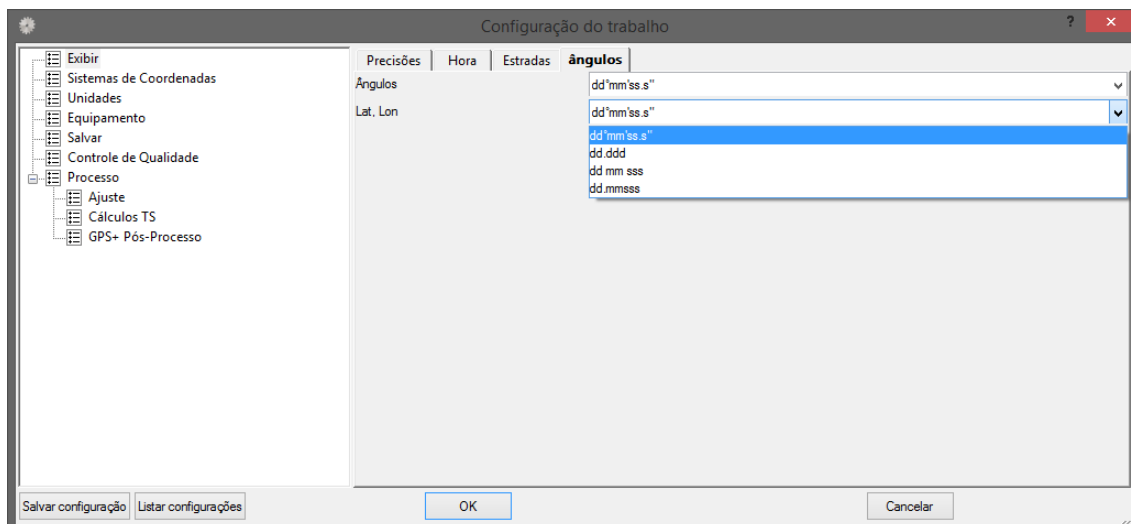 Configuração do trabalho
?
×
Exibir
Sistemas de Coordenadas
Unidades
Equipamento
Salvar
Controle de Qualidade
Processo
Ajuste
Cálculos TS
GPS+ Pós-Processo
Precisões Hora Estradas ângulos
Ângulos dd°mm'ss.s"
Lat, Lon dd°mm'ss.s"
dd°mm'ss.s"
dd.ddd
dd mm sss
dd.mmsss
Salvar configuração Listar configurações OK Cancelar